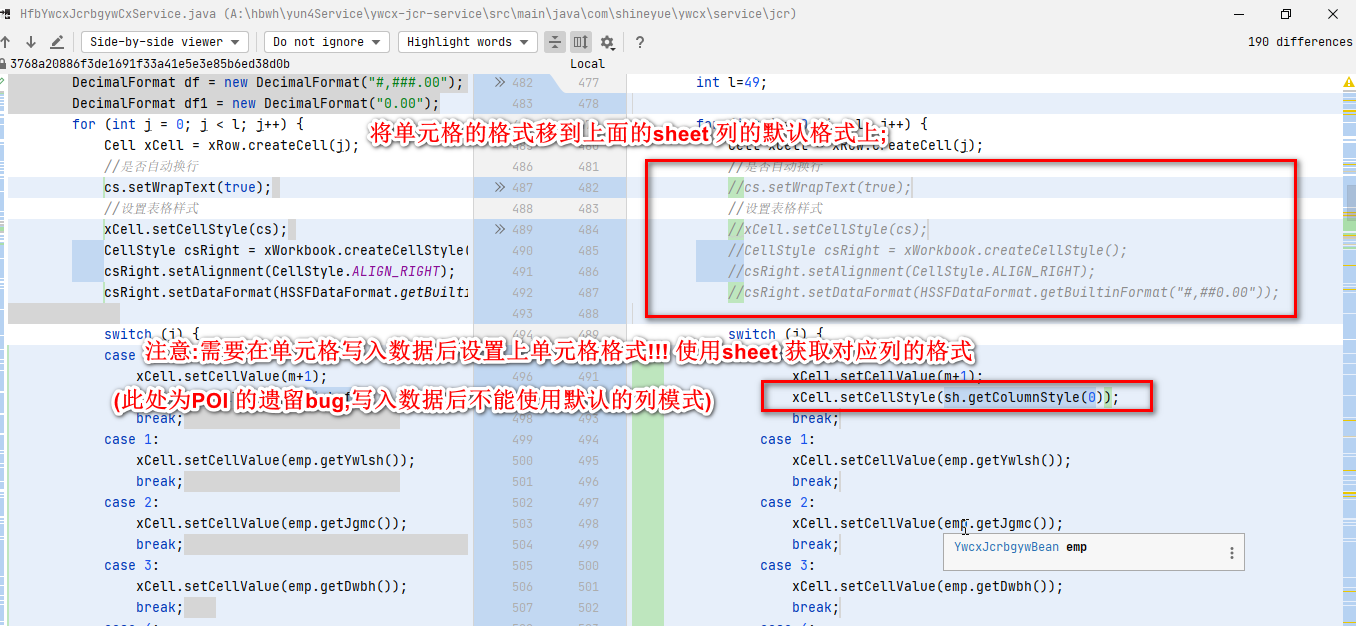 HfbYwcxJcrbgywCxService.java (A:\hbwh\yun4Service\ywcx-jcr-service\src\main\java\com\shineyue\ywcx\service\jcr)
Side-by-side viewer Do not ignore Highlight words ? 190 differences
3768a20886f3de1691f33a41e5e3e85b6ed38d0b Local
DecimalFormat df = new DecimalFormat("#,###.00"); 482 477 int l=49;
DecimalFormat df1 = new DecimalFormat("0.00"); 483 478
for (int j = 0; j < l; j++) { j++) {
将单元格的格式移到上面的sheet 列的默认格式上;
Cell xCell = xRow.createCell(j); Cell xCell = xRow.createCell(j);
//是否自动换行 486 481 //是否自动换行
cs.setWrapText(true); 487 482 //cs.setWrapText(true);
//设置表格样式 488 483 //设置表格样式
xCell.setCellStyle(cs); 489 484 //xCell.setCellStyle(cs);
CellStyle csRight = xWorkbook.createCellStyle( 490 485 //CellStyle csRight = xWorkbook.createCellStyle();
csRight.setAlignment(CellStyle.ALIGN_RIGHT); 491 486 //csRight.setAlignment(CellStyle.ALIGN_RIGHT);
csRight.setDataFormat(HSSFDataFormat.getBuilti 492 487 //csRight.setDataFormat(HSSFDataFormat.getBuiltinFormat("#,##0.00"));
493 488
switch (j) { 494 489 switch (j) {
注意:需要在单元格写入数据后设置上单元格格式!!! 使用sheet 获取对应列的格式
case
xCell.setCellValue(m+1); 496 491 xCell.setCellValue(m+1);
(此处为POI 的遗留bug,写入数据后不能使用默认的列模式)
xCell.setCellStyle(sh.getColumnStyle(0));
break; 498 493 break;
case 1: 499 494 case 1:
xCell.setCellValue(emp.getYwlsh()); 500 495 xCell.setCellValue(emp.getYwlsh());
break; 501 496 break;
case 2: 502 497 case 2:
xCell.setCellValue(emp.getJgmc()); 503 498 xCell.setCellValue(emp.getJgmc());
break; 504 499 break;
YwcxJcrbgywBean emp
case 3: 505 500 case 3:
xCell.setCellValue(emp.getDwbh()); 506 501 xCell.setCellValue(emp.getDwbh());
break; 507 502 break;